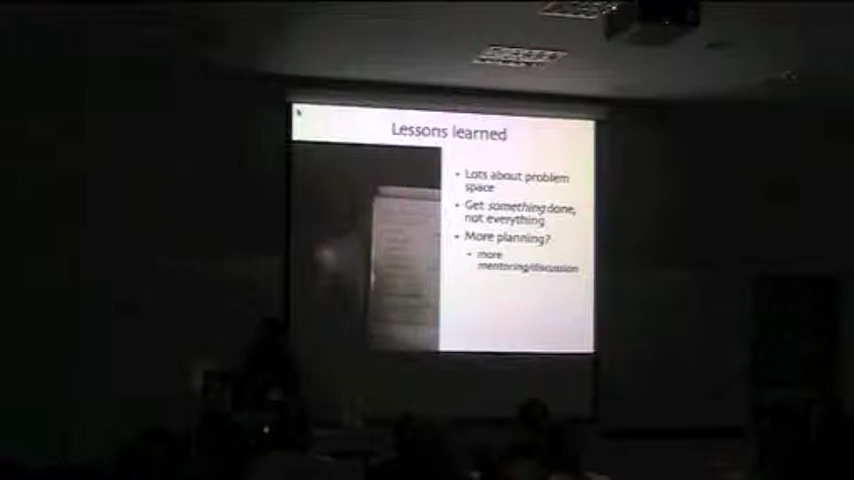 Lessons learned
• Lots about problem
space
• Get something done,
not everything
• More planning?
• more
mentoring/discussion